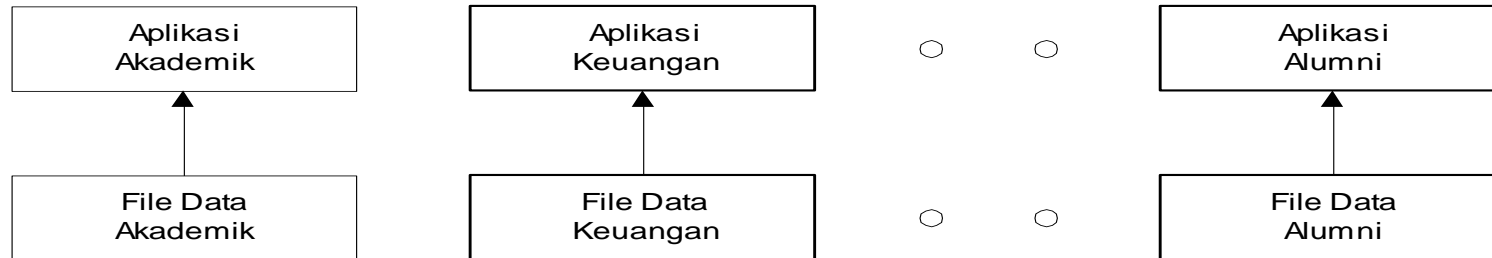 Aplikasi
Akademik
Aplikasi
Keuangan
Aplikasi
Alumni
File Data
Akademik
File Data
Keuangan
File Data
Alumni